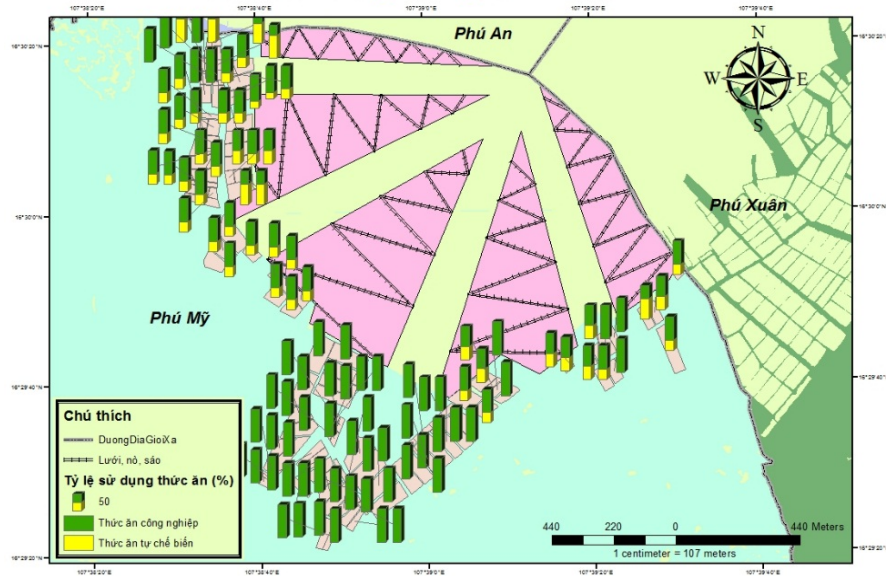 107°38'20"E 107°38'40"E 107°39'0"E 107°39'20"E 107°39'40"E
16°30'20"N 16°30'20"N
Phú An
N
W E
S
16°30'0"N 16°30'0"N
Phú Xuân
Phú Mỹ
16°29'40"N 16°29'40"N
Chú thích
DuongDiaGioiXa
Lưới, nò, sáo
Tỷ lệ sử dụng thức ăn (%)
50
Thức ăn công nghiệp
Thức ăn tự chế biến
440 220 0 440 Meters
1 centimeter = 107 meters
16°29'20"N 16°29'20"N
107°38'20"E 107°38'40"E 107°39'0"E 107°39'20"E 107°39'40"E